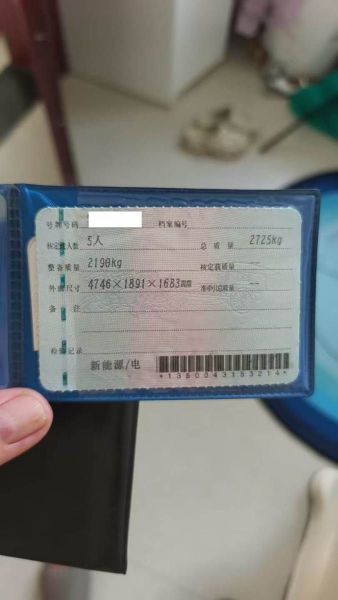 号牌号码 档案编号
核定载人数 5人 总质量 2725kg
整备质量 2190kg 核定载质量 --
外廓尺寸 4746×1891×1683mm 准牵引总质量 --
备注
检验记录
新能源/电